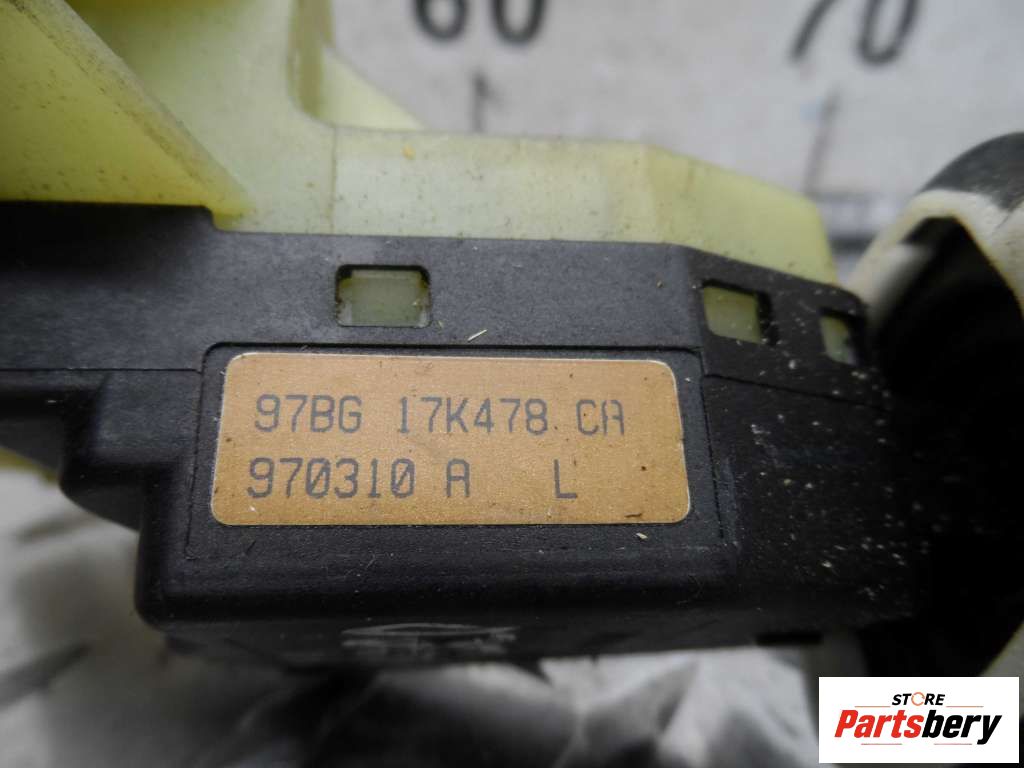 60 70
97BG 17K478 CA
970310 A L
STORE
Partsbery